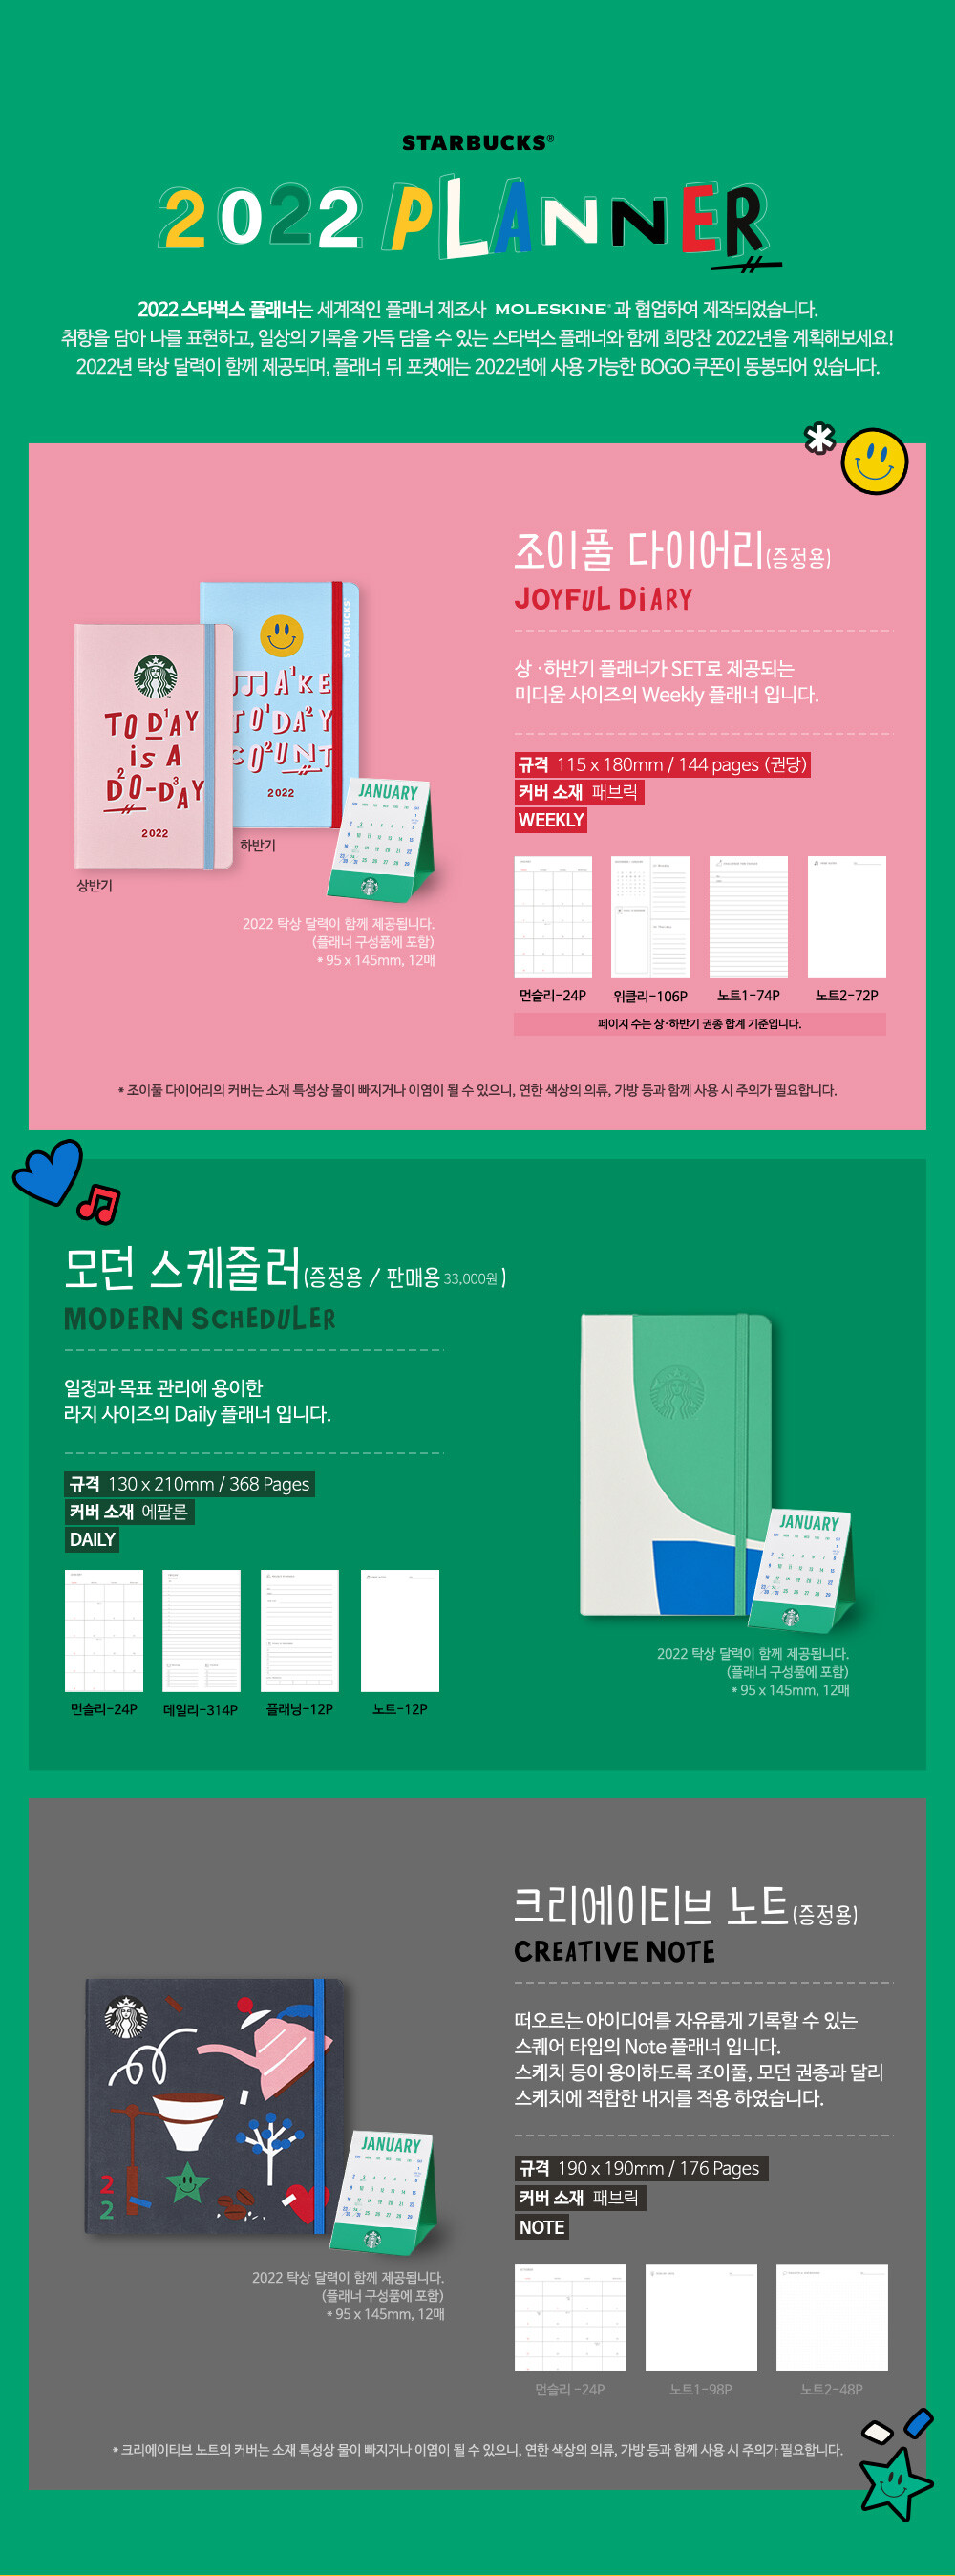 STARBUCKS®
2022 PLANNER
2022 스타벅스 플래너는 세계적인 플래너 제조사 MOLESKINE® 과 협업하여 제작되었습니다.
취향을 담아 나를 표현하고, 일상의 기록을 가득 담을 수 있는 스타벅스 플래너와 함께 희망찬 2022년을 계획해보세요!
2022년 탁상 달력이 함께 제공되며, 플래너 뒤 포켓에는 2022년에 사용 가능한 BOGO 쿠폰이 동봉되어 있습니다.
조이풀 다이어리(증정용)
JOYFUL DiARY
상·하반기 플래너가 SET로 제공되는
미디움 사이즈의 Weekly 플래너 입니다.
규격 115 x 180mm / 144 pages (권당)
커버 소재 패브릭
WEEKLY
STARBUCKS
MAKE
TODAY
COUNT
2022
TODAY
is A
DO-DAY
2022
JANUARY
하반기
상반기
2022 탁상 달력이 함께 제공됩니다.
(플래너 구성품에 포함)
* 95 x 145mm, 12매
먼슬리-24P
위클리-106P
노트1-74P
노트2-72P
페이지 수는 상·하반기 권종 합계 기준입니다.
* 조이풀 다이어리의 커버는 소재 특성상 물이 빠지거나 이염이 될 수 있으니, 연한 색상의 의류, 가방 등과 함께 사용 시 주의가 필요합니다.
모던 스케줄러(증정용 / 판매용 33,000원)
MODERN SCHEDULER
일정과 목표 관리에 용이한
라지 사이즈의 Daily 플래너 입니다.
규격 130 x 210mm / 368 Pages
커버 소재 에팔론
DAILY
먼슬리-24P
데일리-314P
플래닝-12P
노트-12P
JANUARY
2022 탁상 달력이 함께 제공됩니다.
(플래너 구성품에 포함)
* 95 x 145mm, 12매
크리에이티브 노트(증정용)
CREATIVE NOTE
떠오르는 아이디어를 자유롭게 기록할 수 있는
스퀘어 타입의 Note 플래너 입니다.
스케치 등이 용이하도록 조이풀, 모던 권종과 달리
스케치에 적합한 내지를 적용 하였습니다.
규격 190 x 190mm / 176 Pages
커버 소재 패브릭
NOTE
22
JANUARY
2022 탁상 달력이 함께 제공됩니다.
(플래너 구성품에 포함)
* 95 x 145mm, 12매
먼슬리 -24P
노트1-98P
노트2-48P
* 크리에이티브 노트의 커버는 소재 특성상 물이 빠지거나 이염이 될 수 있으니, 연한 색상의 의류, 가방 등과 함께 사용 시 주의가 필요합니다.